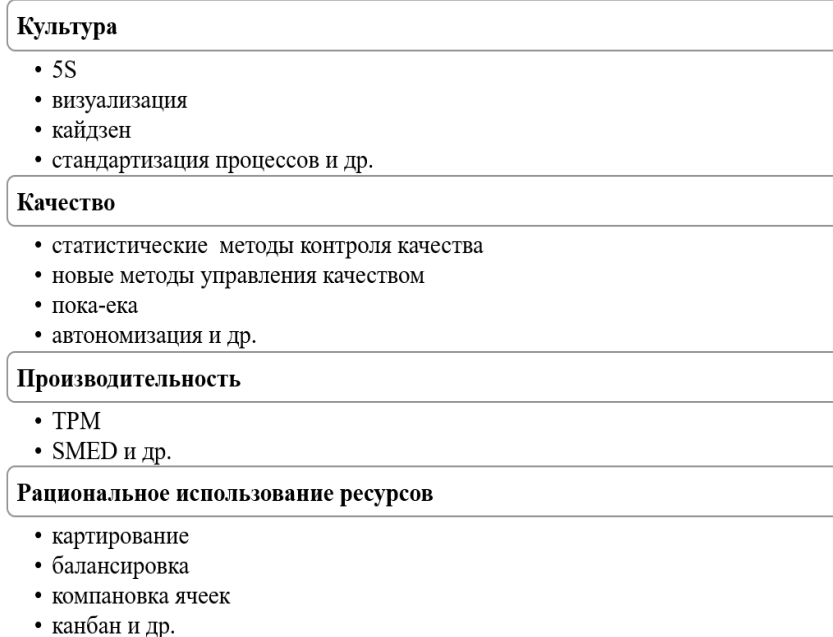 Культура
• 5S
• визуализация
• кайдзен
• стандартизация процессов и др.
Качество
• статистические методы контроля качества
• новые методы управления качеством
• пока-ека
• автономизация и др.
Производительность
• TPM
• SMED и др.
Рациональное использование ресурсов
• картирование
• балансировка
• компановка ячеек
• канбан и др.